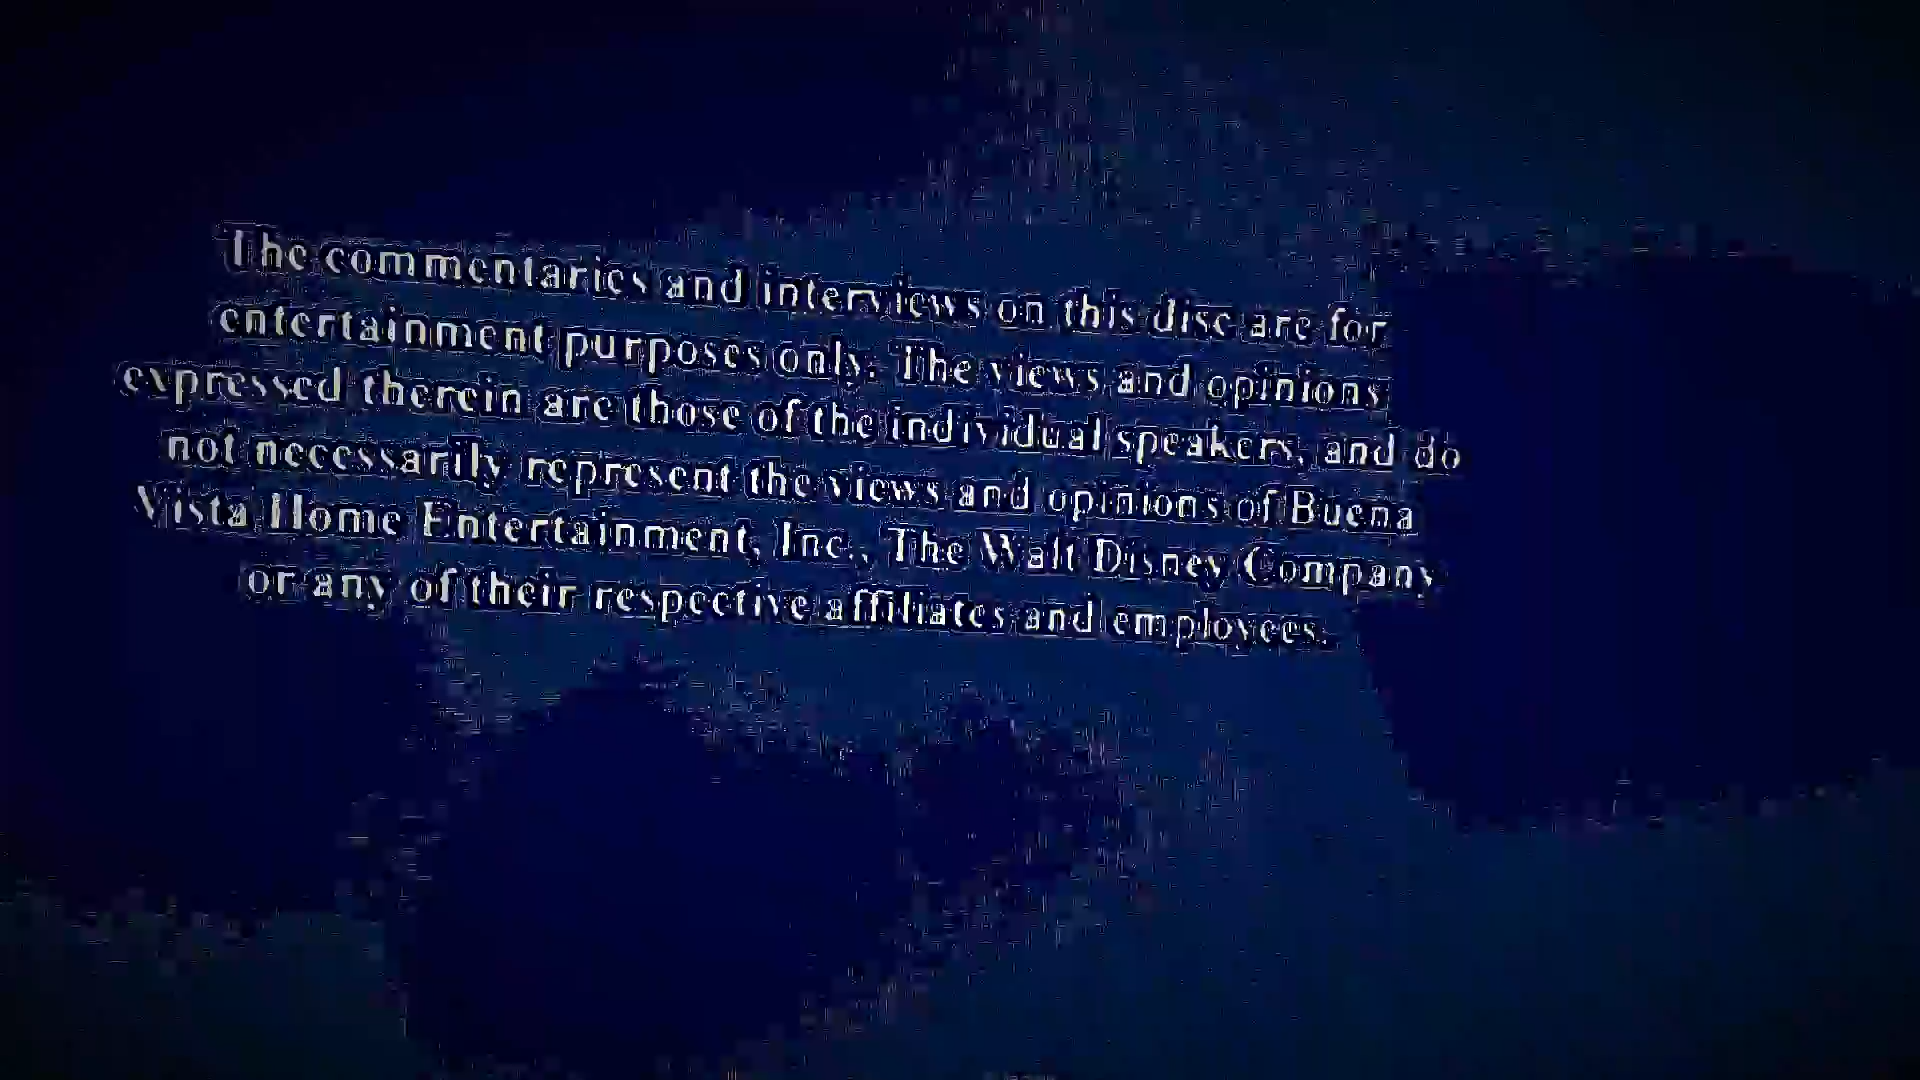 The commentaries and interviews on this disc are for
entertainment purposes only. The views and opinions
expressed therein are those of the individual speakers, and do
not necessarily represent the views and opinions of Buena
Vista Home Entertainment, Inc., The Walt Disney Company
or any of their respective affiliates and employees.